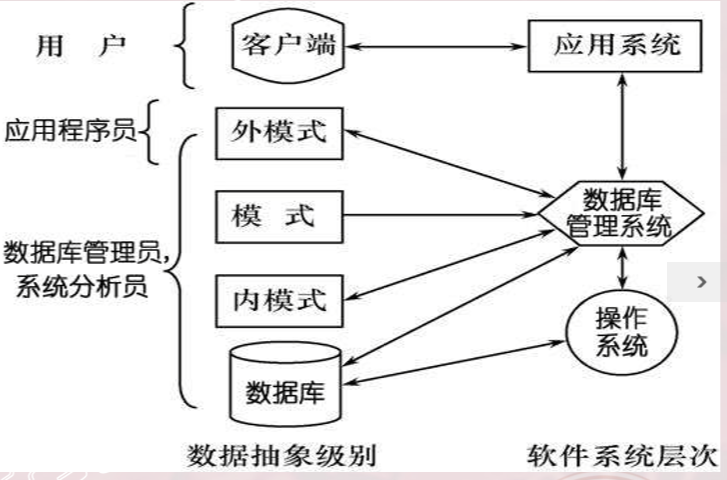 用 户
客户端
应用系统
应用程序员
外模式
模 式
数据库
管理系统
数据库管理员,
系统分析员
内模式
操作
系统
数据库
数据抽象级别
软件系统层次